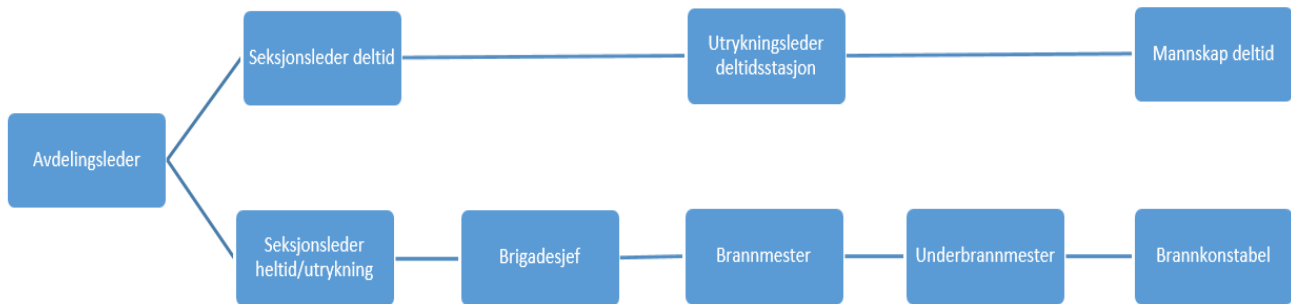 Seksjonsleder deltid
Utrykningsleder
deltidsstasjon
Mannskap deltid
Avdelingsleder
Seksjonsleder
heltid/utrykning
Brigadesjef
Brannmester
Underbrannmester
Brannkonstabel